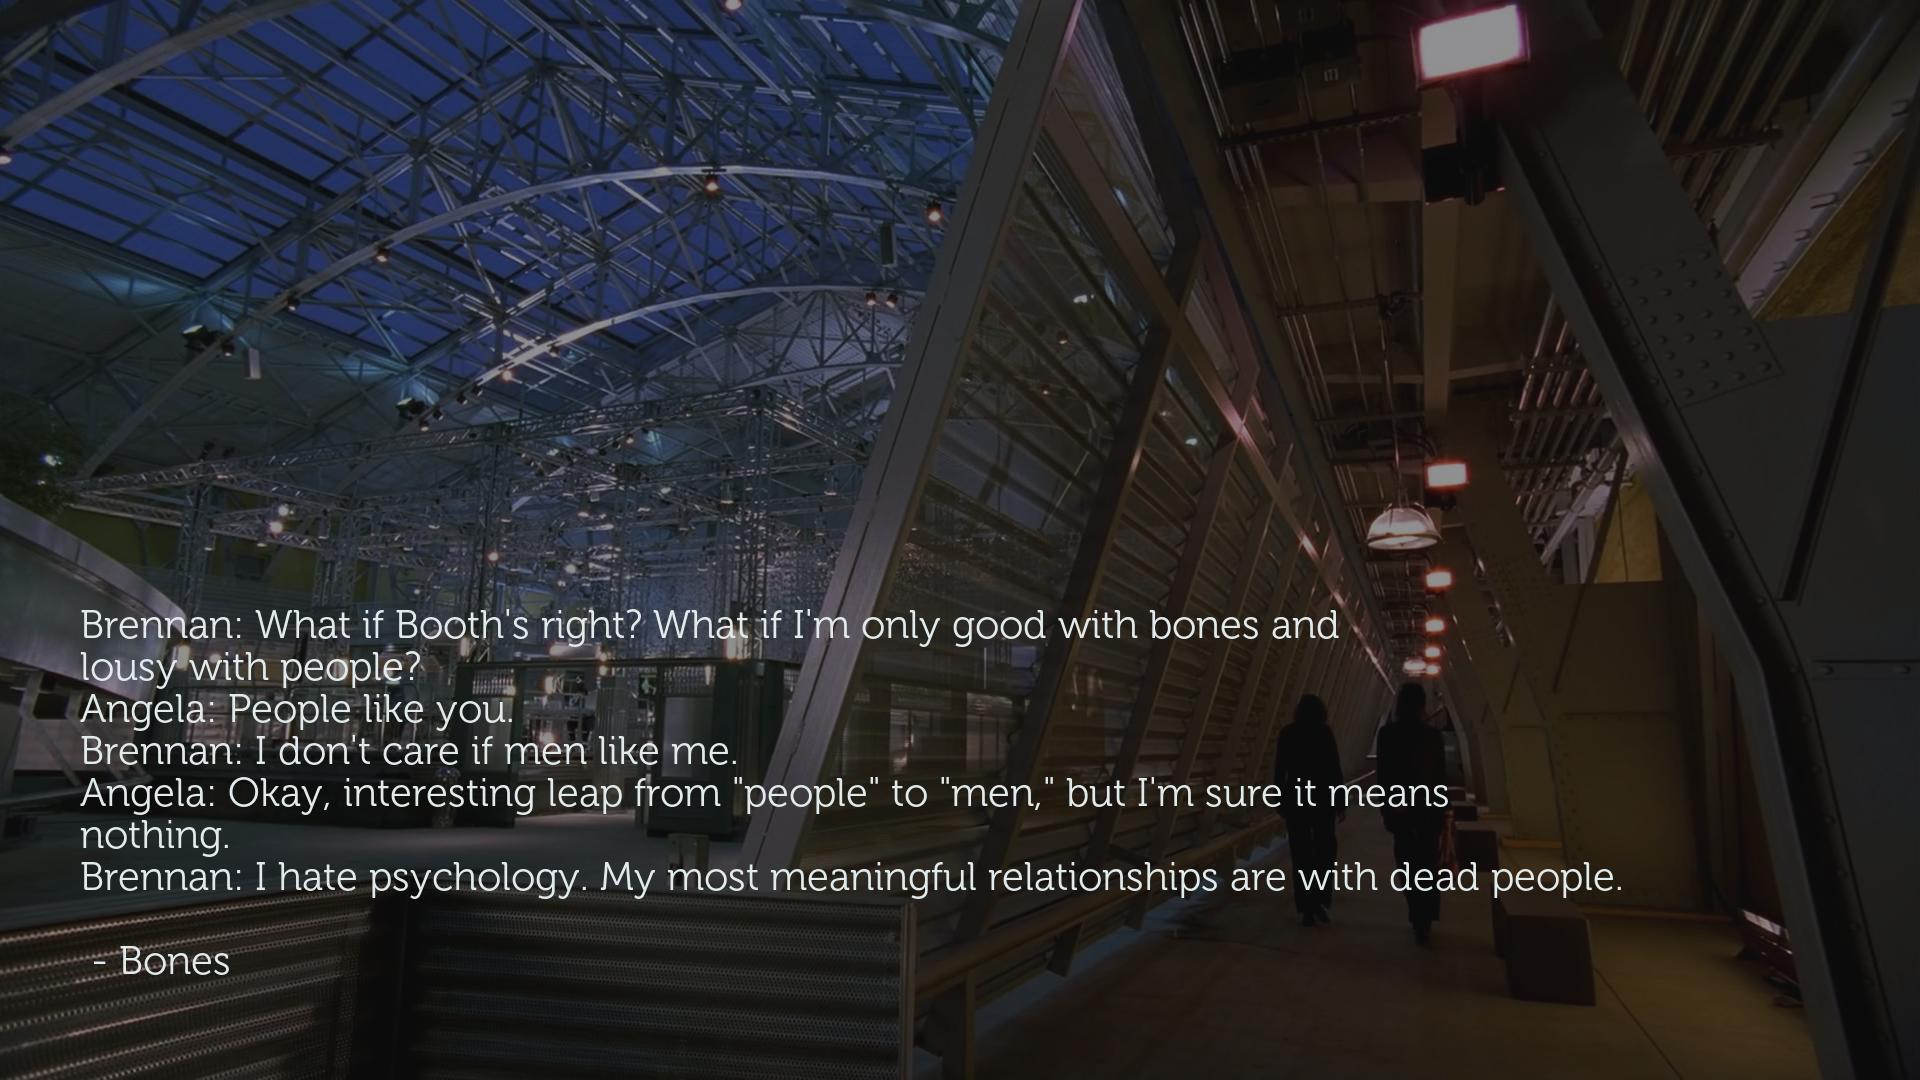 Brennan: What if Booth's right? What if I'm only good with bones and
lousy with people?
Angela: People like you.
Brennan: I don't care if men like me.
Angela: Okay, interesting leap from "people" to "men," but I'm sure it means
nothing.
Brennan: I hate psychology. My most meaningful relationships are with dead people.
- Bones